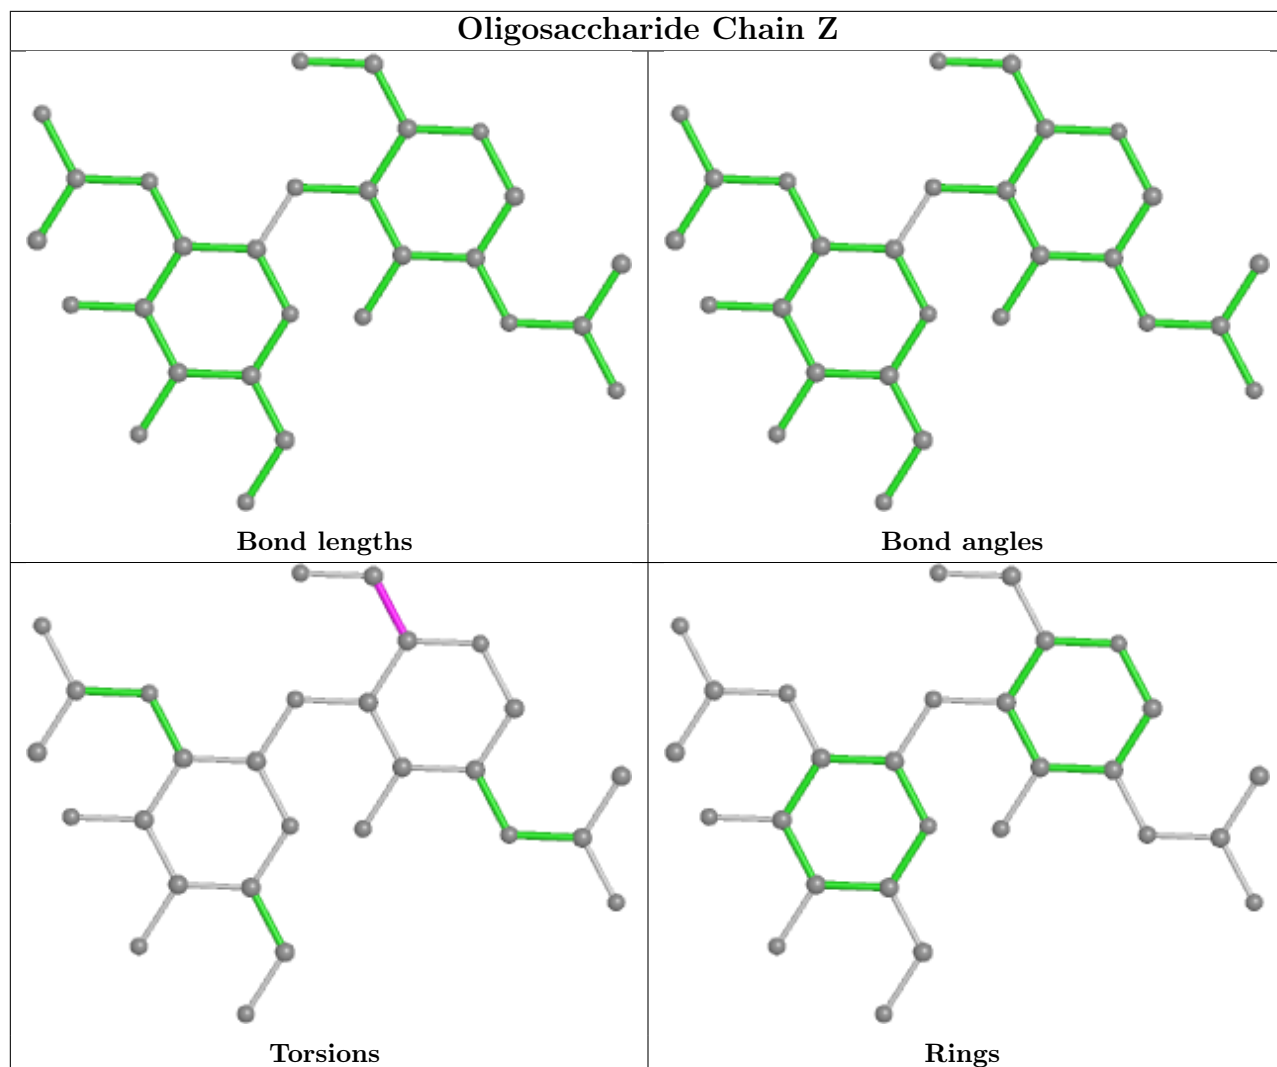 Oligosaccharide Chain Z
Bond lengths
Bond angles
Torsions
Rings